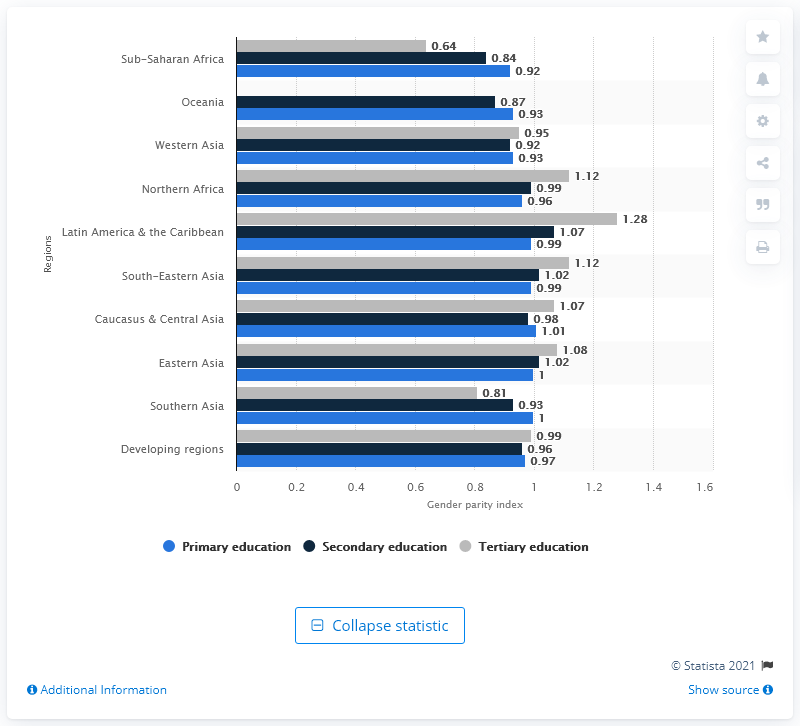 Sub-Saharan Africa
0.64
0.84
0.92
Oceania
0.87
0.93
Western Asia
0.95
0.92
0.93
Northern Africa
1.12
0.99
0.96
Latin America & the Caribbean
1.28
1.07
0.99
South-Eastern Asia
1.12
1.02
0.99
Caucasus & Central Asia
1.07
0.98
1.01
Eastern Asia
1.08
1.02
1
Southern Asia
0.81
0.93
1
Developing regions
0.99
0.96
0.97
Regions
0 0.2 0.4 0.6 0.8 1 1.2 1.4 1.6
Gender parity index
Primary education Secondary education Tertiary education
Collapse statistic
© Statista 2021
Additional Information Show source